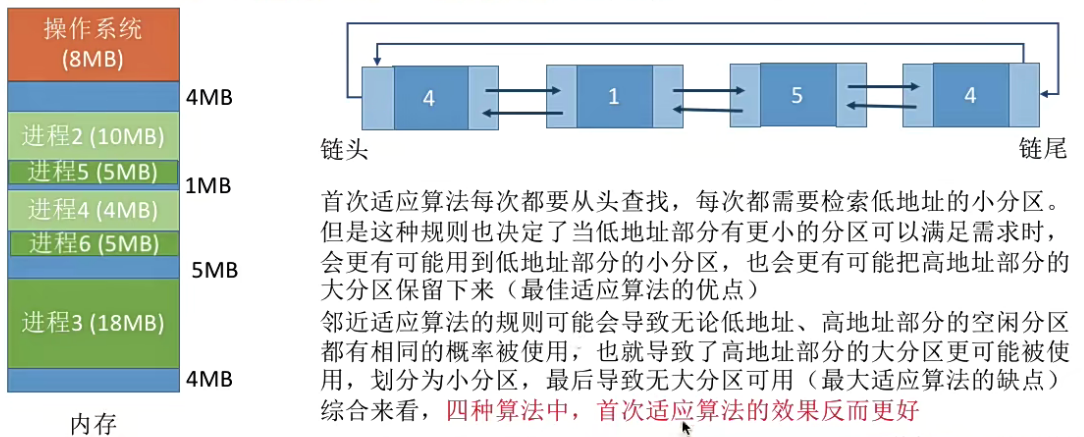 操作系统
(8MB)
4MB
进程2 (10MB)
进程5 (5MB)
1MB
进程4 (4MB)
进程6 (5MB)
5MB
进程3 (18MB)
4MB
内存
4
1
5
4
链头
链尾
首次适应算法每次都要从头查找，每次都需要检索低地址的小分区。
但是这种规则也决定了当低地址部分有更小的分区可以满足需求时，
会更有可能用到低地址部分的小分区，也会更有可能把高地址部分的
大分区保留下来（最佳适应算法的优点）
邻近适应算法的规则可能会导致无论低地址、高地址部分的空闲分区
都有相同的概率被使用，也就导致了高地址部分的大分区更可能被使
用，划分为小分区，最后导致无大分区可用（最大适应算法的缺点）
综合来看，四种算法中，首次适应算法的效果反而更好